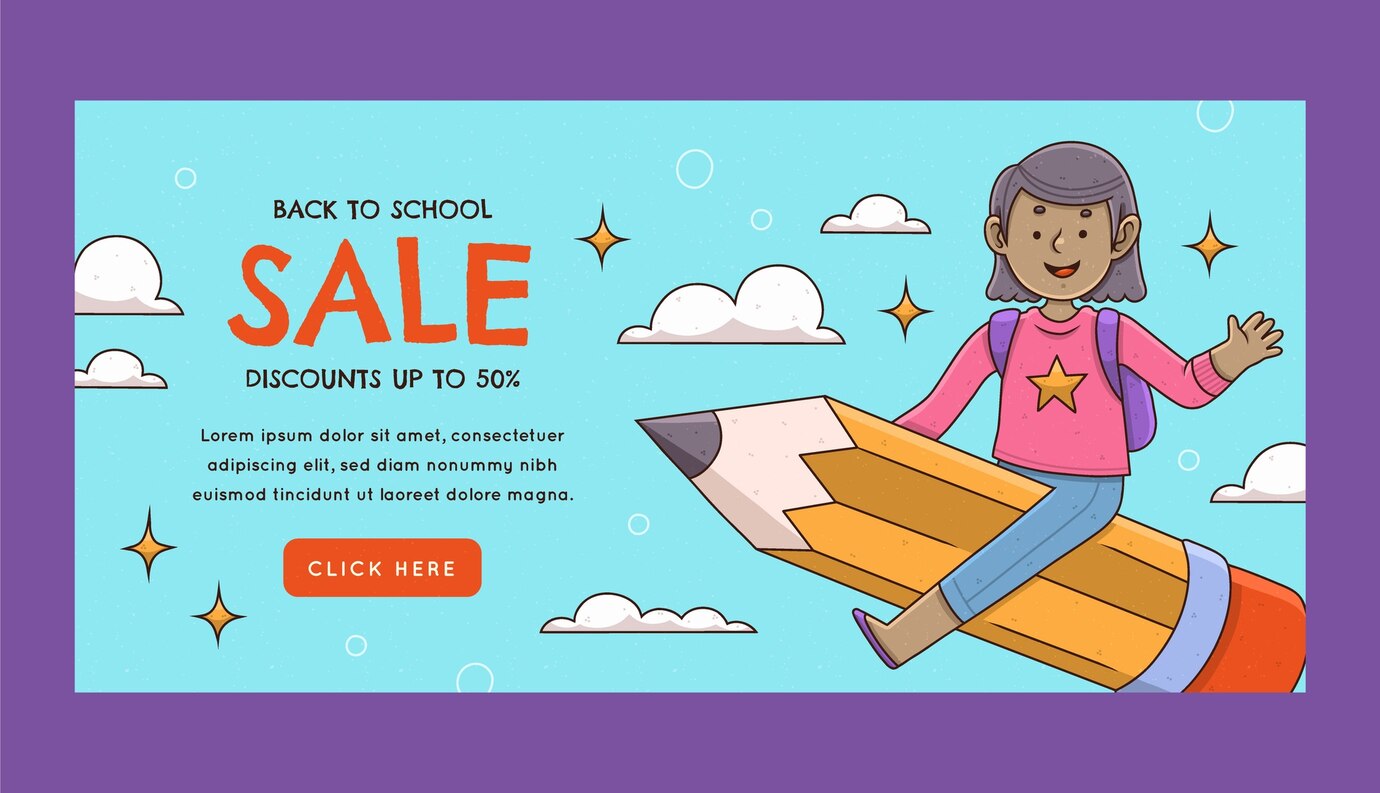 BACK TO SCHOOL
SALE
DISCOUNTS UP TO 50%
Lorem ipsum dolor sit amet, consectetuer
adipiscing elit, sed diam nonummy nibh
euismod tincidunt ut laoreet dolore magna.
CLICK HERE